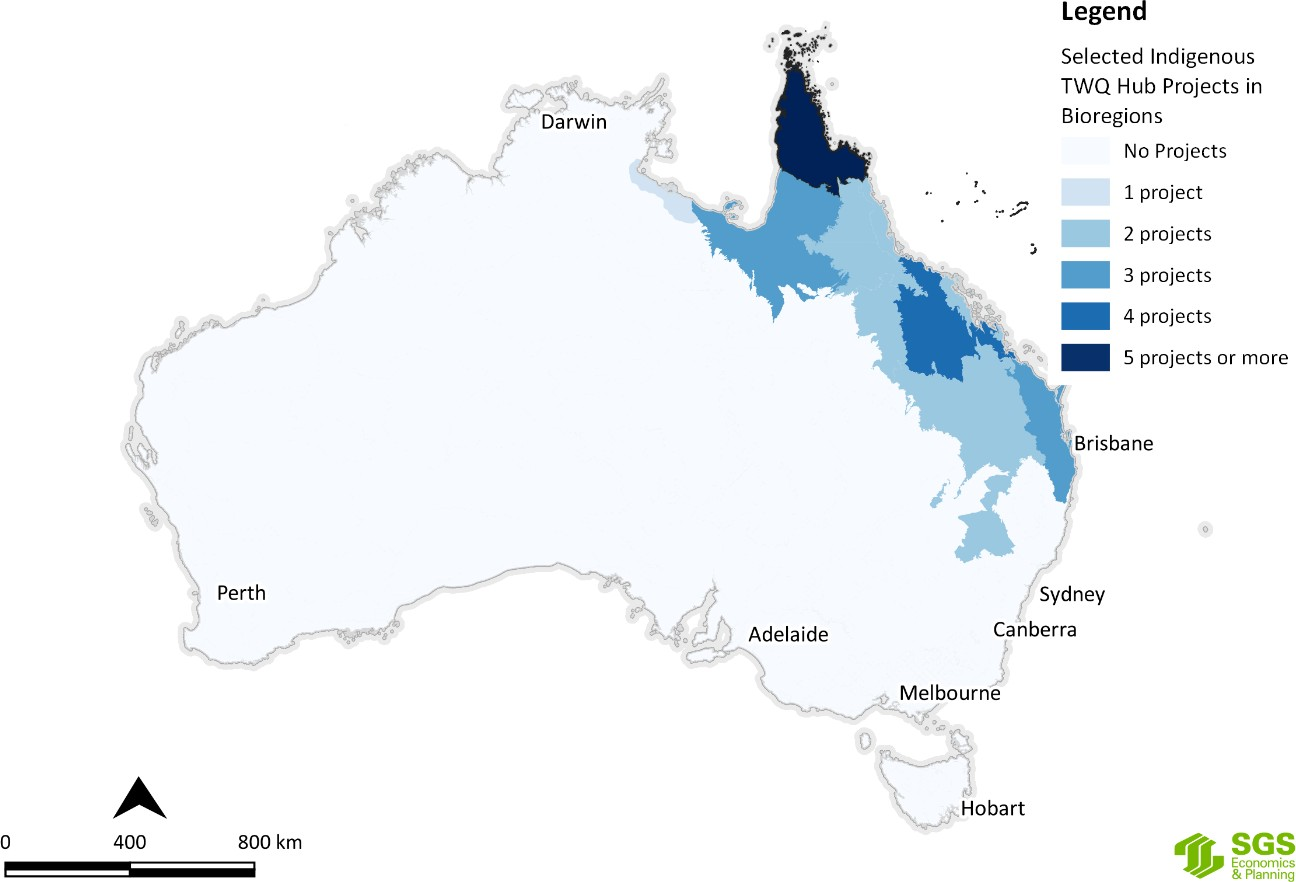 Legend
Selected Indigenous
TWQ Hub Projects in
Bioregions
No Projects
1 project
2 projects
3 projects
4 projects
5 projects or more
Darwin
Brisbane
Perth
Sydney
Canberra
Adelaide
Melbourne
Hobart
0 400 800 km
SGS
Economics
& Planning